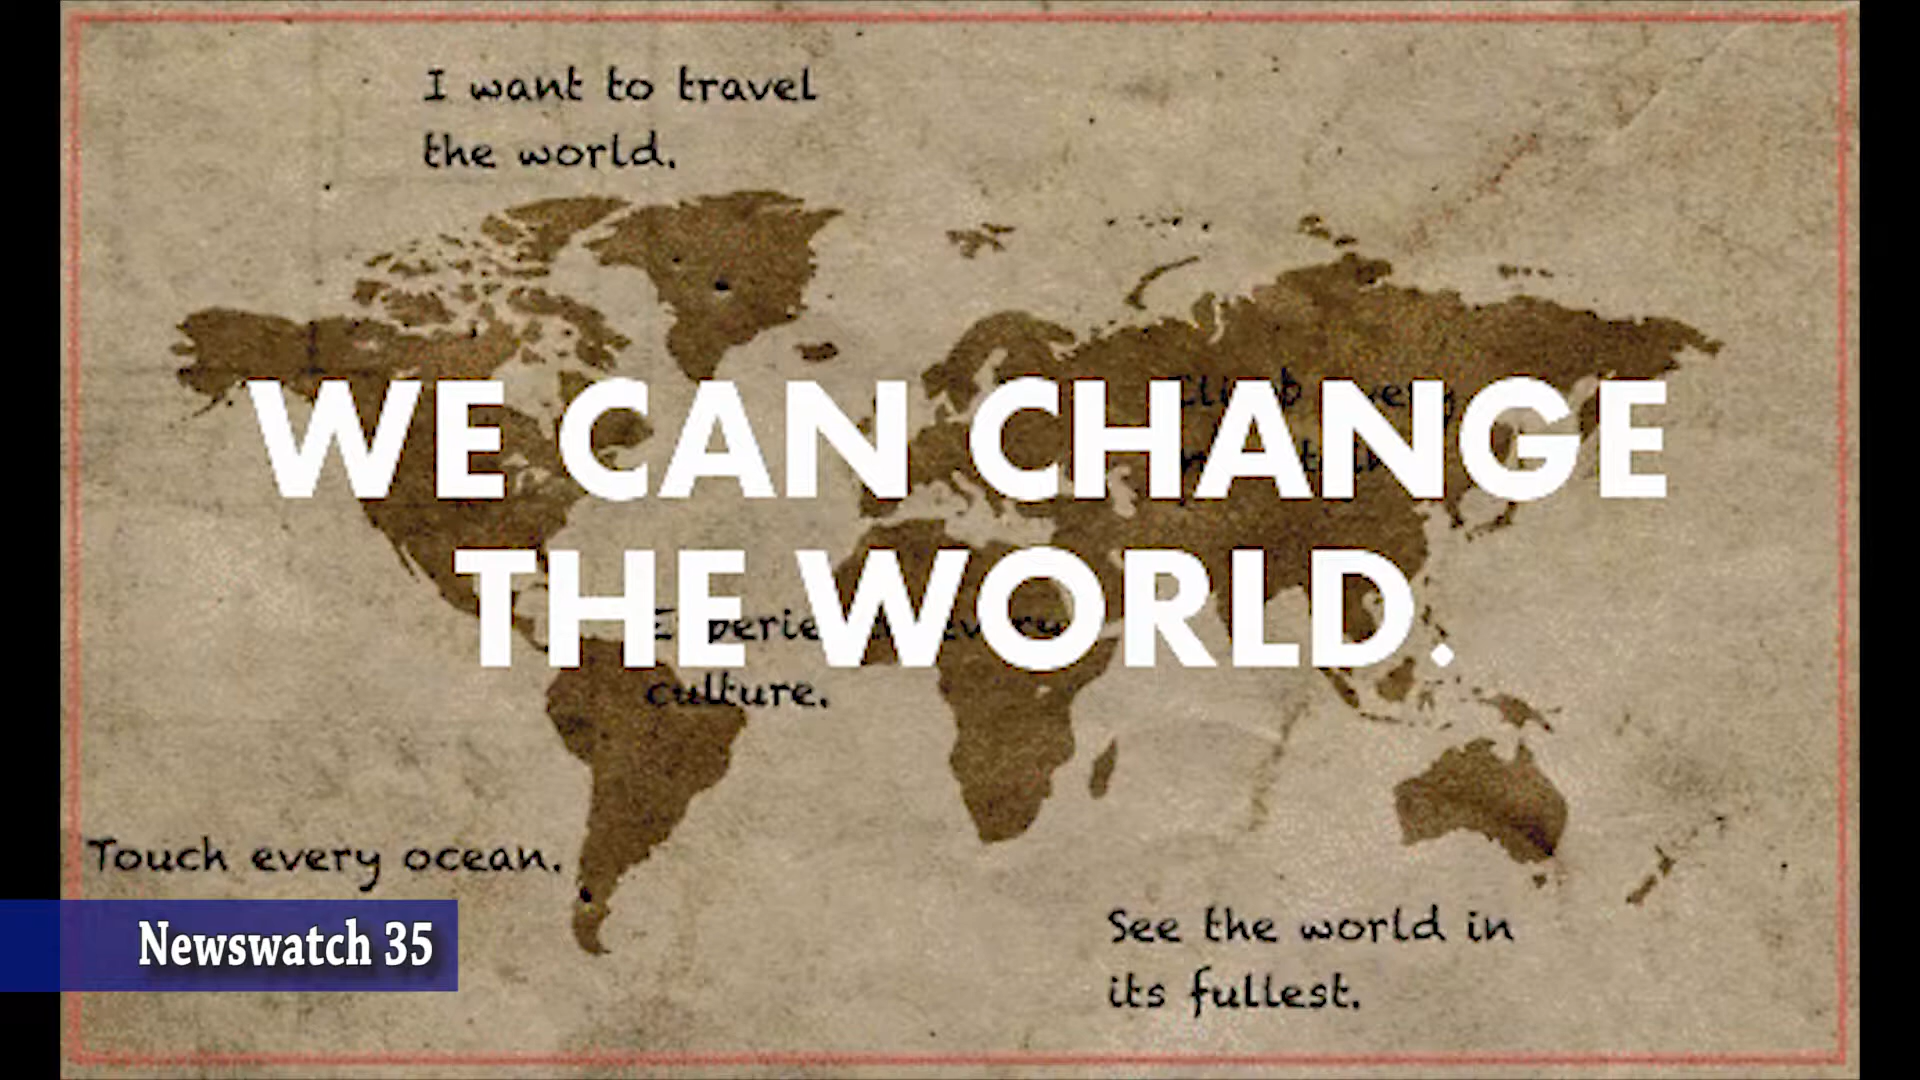 I want to travel
the world.
WE CAN CHANGE
THE WORLD.
culture.
Touch every ocean.
Newswatch 35
See the world in
its fullest.